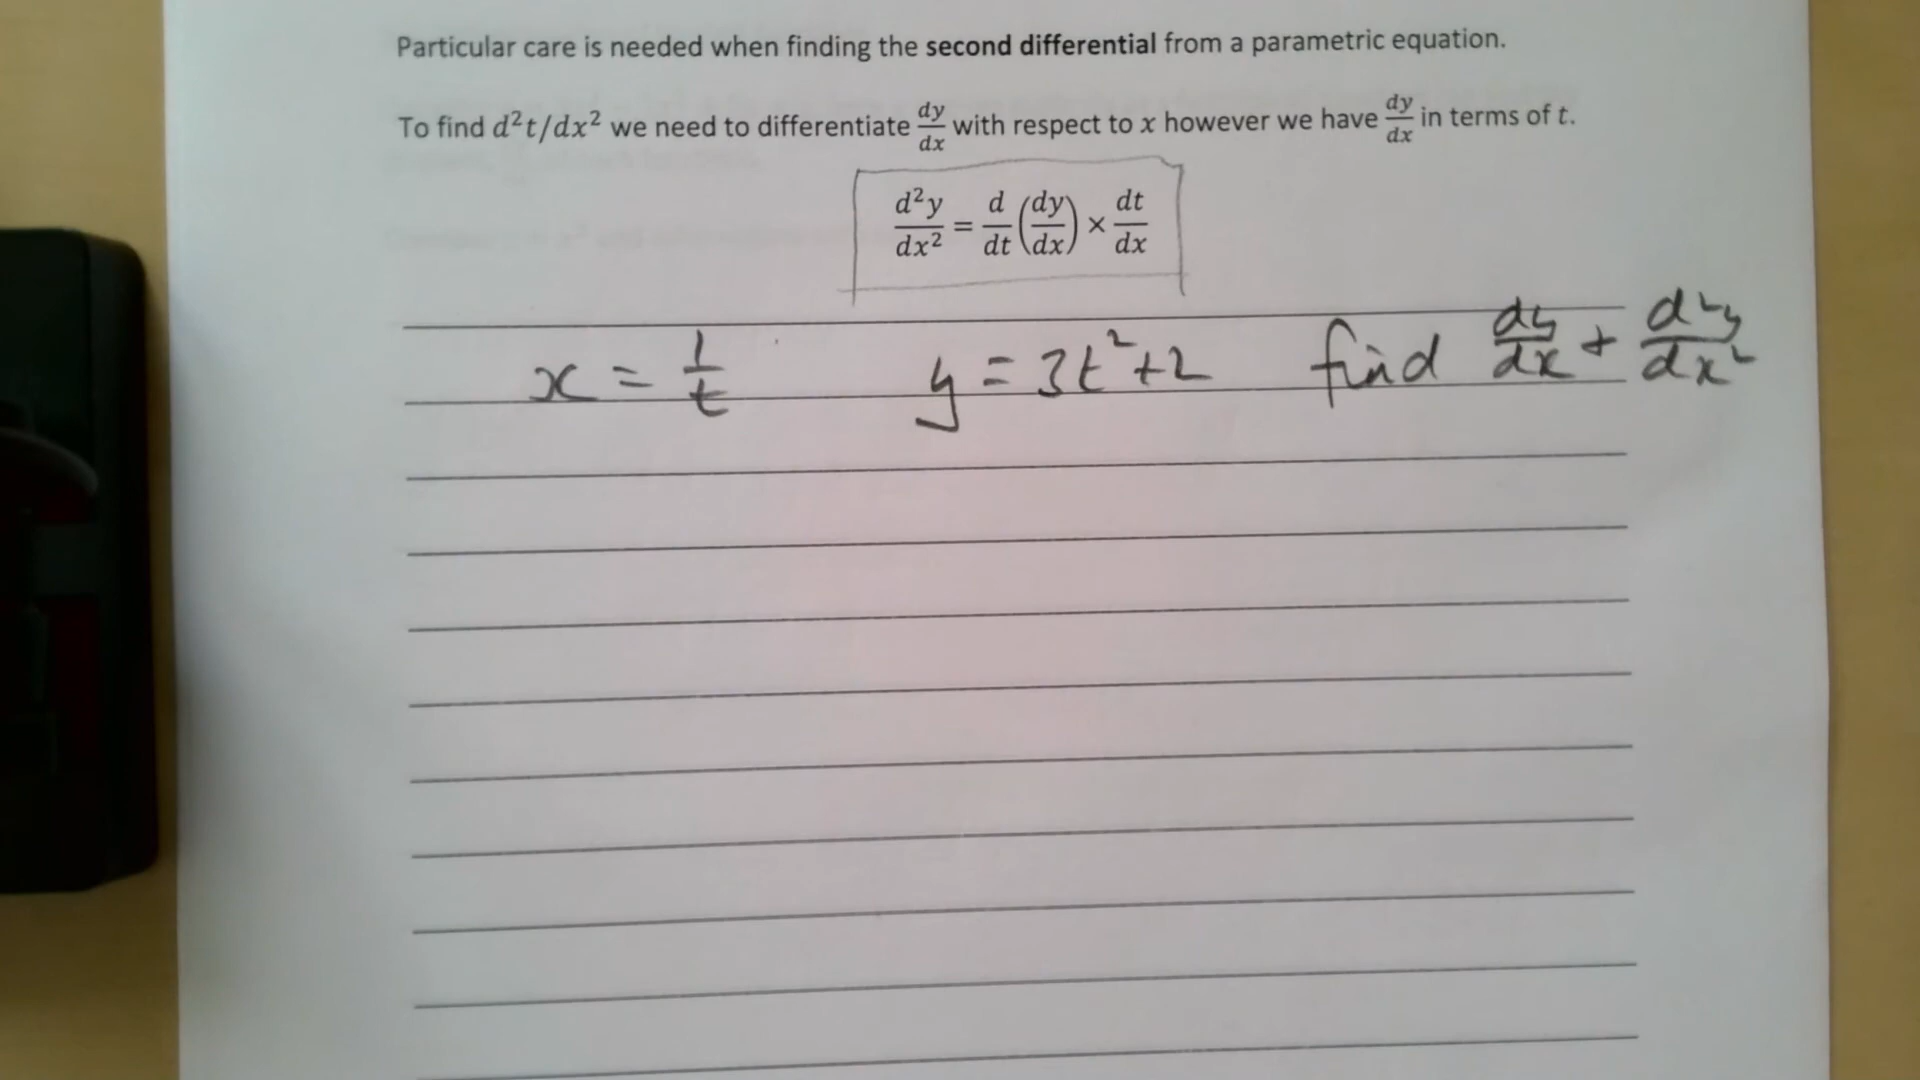 Particular care is needed when finding the second differential from a parametric equation.
To find d²t/dx² we need to differentiate dy/dx with respect to x however we have dy/dx in terms of t.
d²y/dx² = d/dt (dy/dx) × dt/dx
x = 1/t y = 3t² + 2 find dy/dx + d²y/dx²